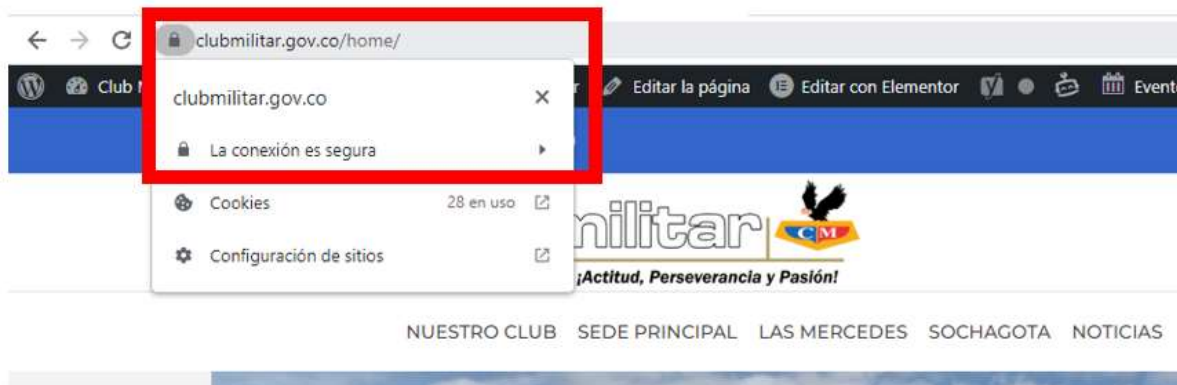 clubmilitar.gov.co/home/
Club M
Editar la página
Editar con Elementor
Evento
clubmilitar.gov.co
La conexión es segura
Cookies
28 en uso
Configuración de sitios
militar
CM
¡Actitud, Perseverancia y Pasión!
NUESTRO CLUB SEDE PRINCIPAL LAS MERCEDES SOCHAGOTA NOTICIAS